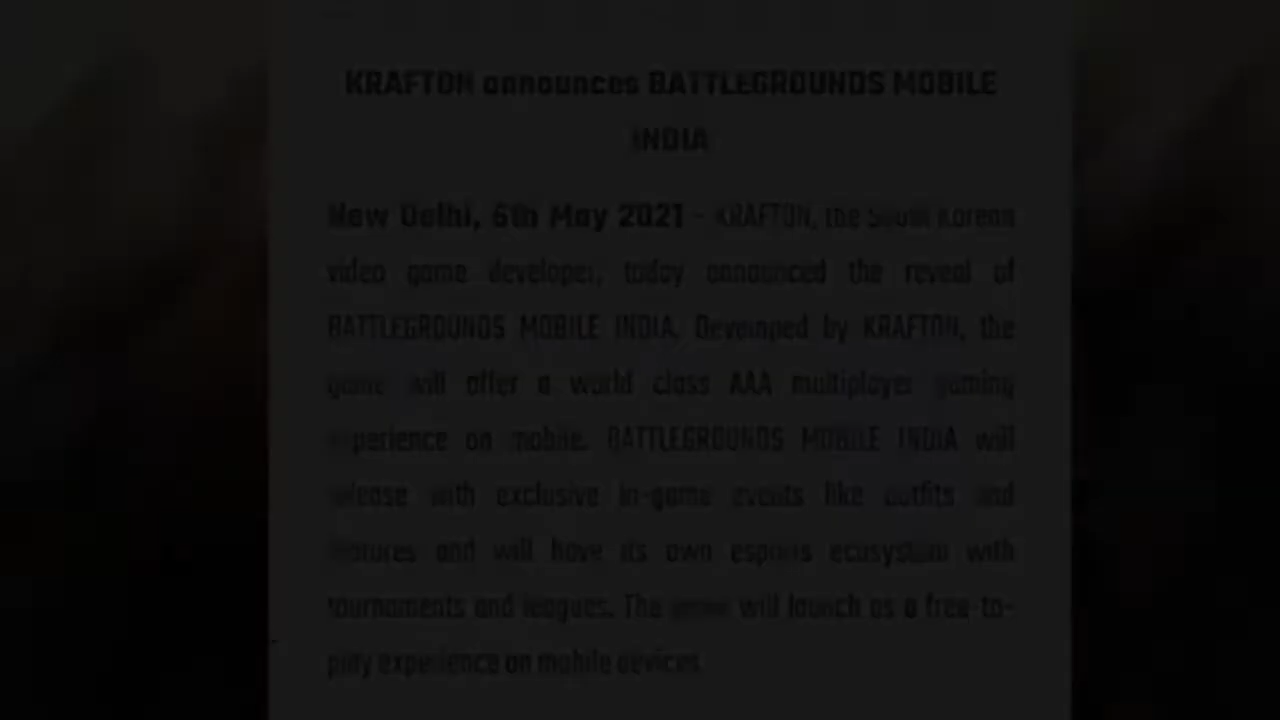 KRAFTON announces BATTLEGROUNDS MOBILE
INDIA
New Delhi, 6th May 2021 - KRAFTON, the South Korean
video game developer, today announced the reveal of
BATTLEGROUNDS MOBILE INDIA. Developed by KRAFTON, the
game will offer a world class AAA multiplayer gaming
experience on mobile. BATTLEGROUNDS MOBILE INDIA will
release with exclusive in-game events like outfits and
features and will have its own esports ecosystem with
tournaments and leagues. The game will launch as a free-to-
play experience on mobile devices.